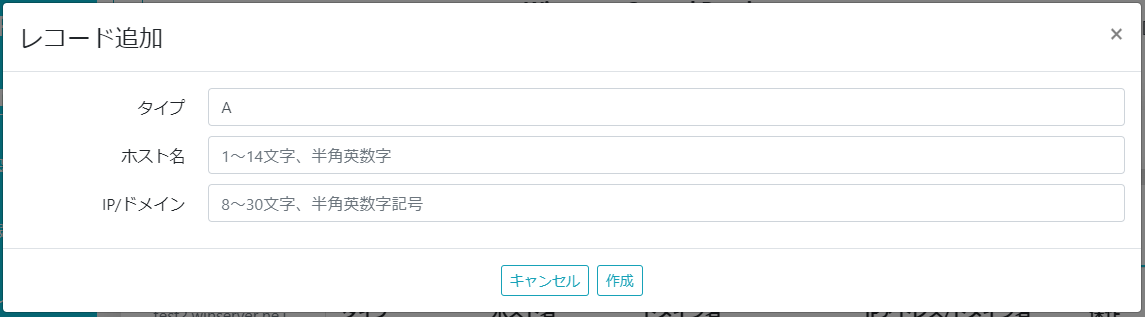 レコード追加
×
タイプ
A
ホスト名
1～14文字、半角英数字
IP/ドメイン
8～30文字、半角英数字記号
キャンセル
作成